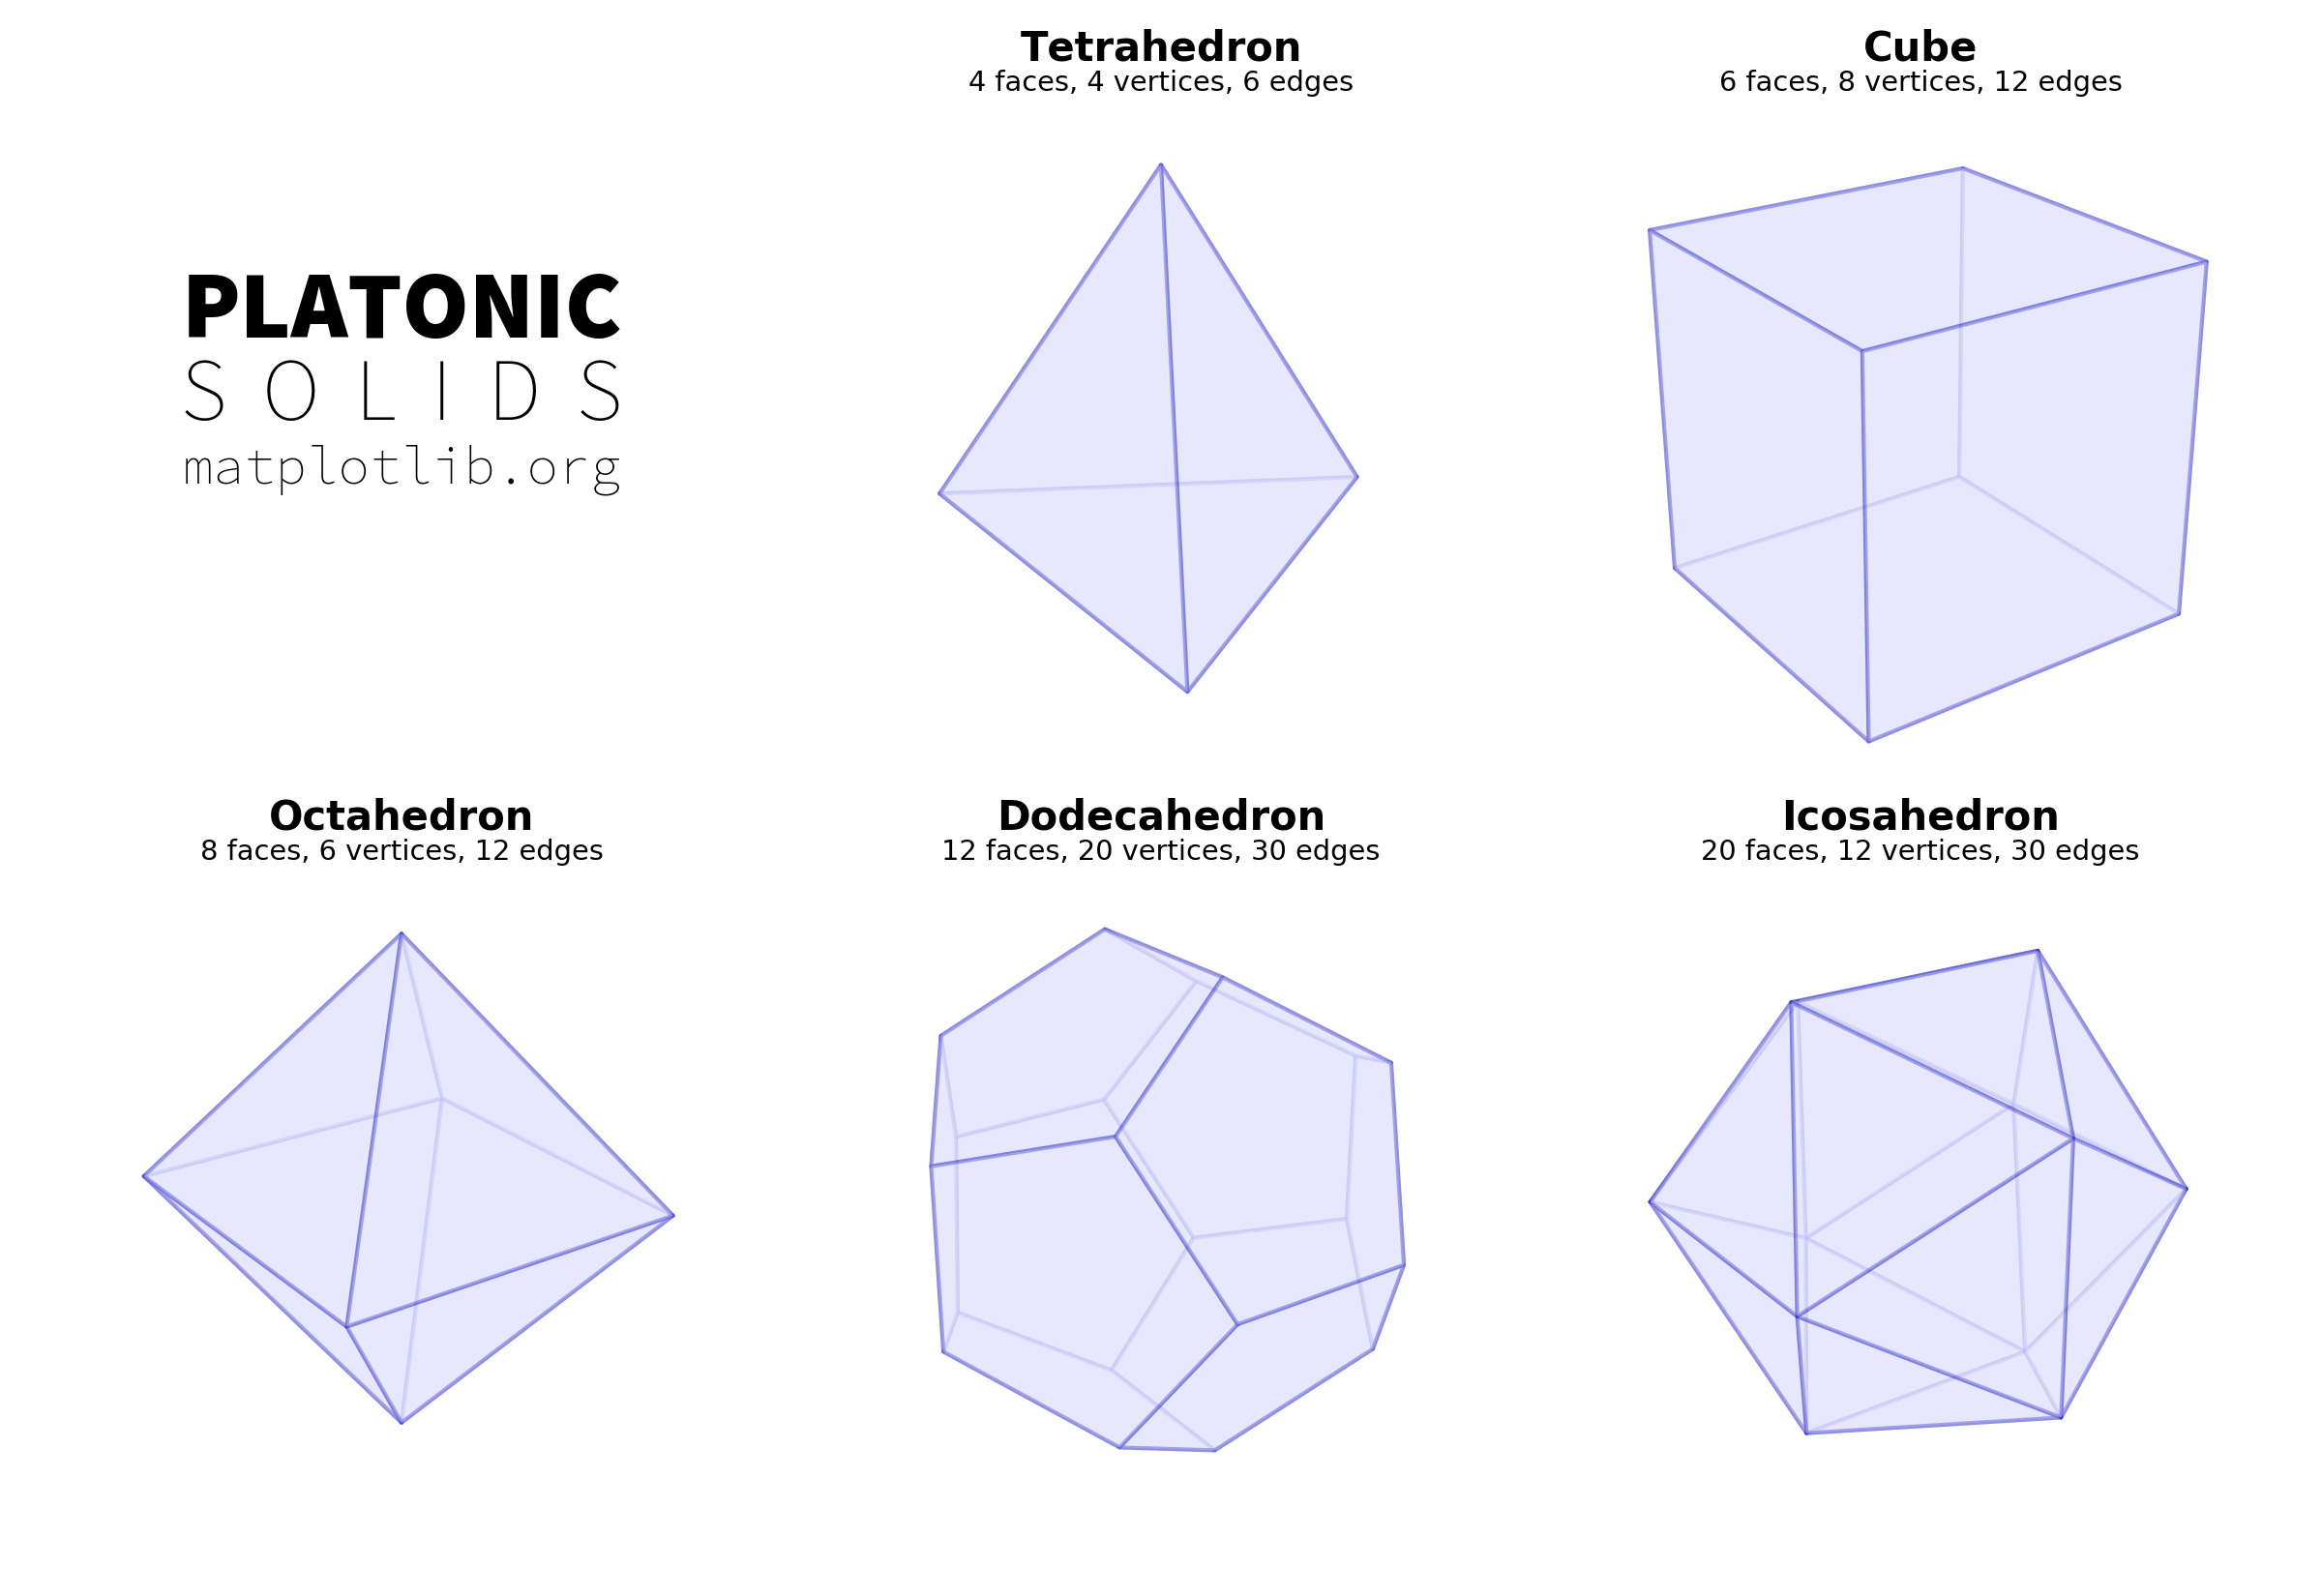 PLATONIC
SOLIDS
matplotlib.org
Tetrahedron
4 faces, 4 vertices, 6 edges
Cube
6 faces, 8 vertices, 12 edges
Octahedron
8 faces, 6 vertices, 12 edges
Dodecahedron
12 faces, 20 vertices, 30 edges
Icosahedron
20 faces, 12 vertices, 30 edges